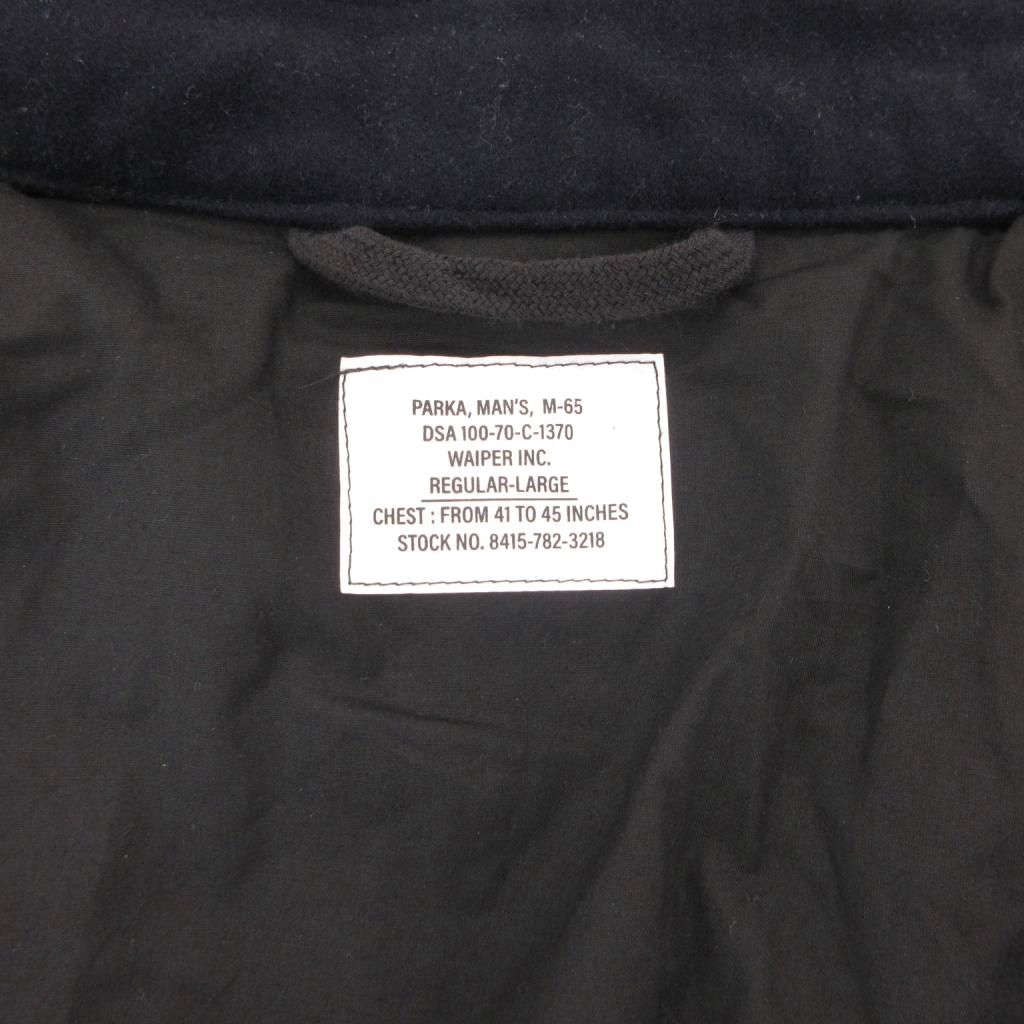 PARKA, MAN'S, M-65
DSA 100-70-C-1370
WAIPER INC.
REGULAR-LARGE
CHEST : FROM 41 TO 45 INCHES
STOCK NO. 8415-782-3218